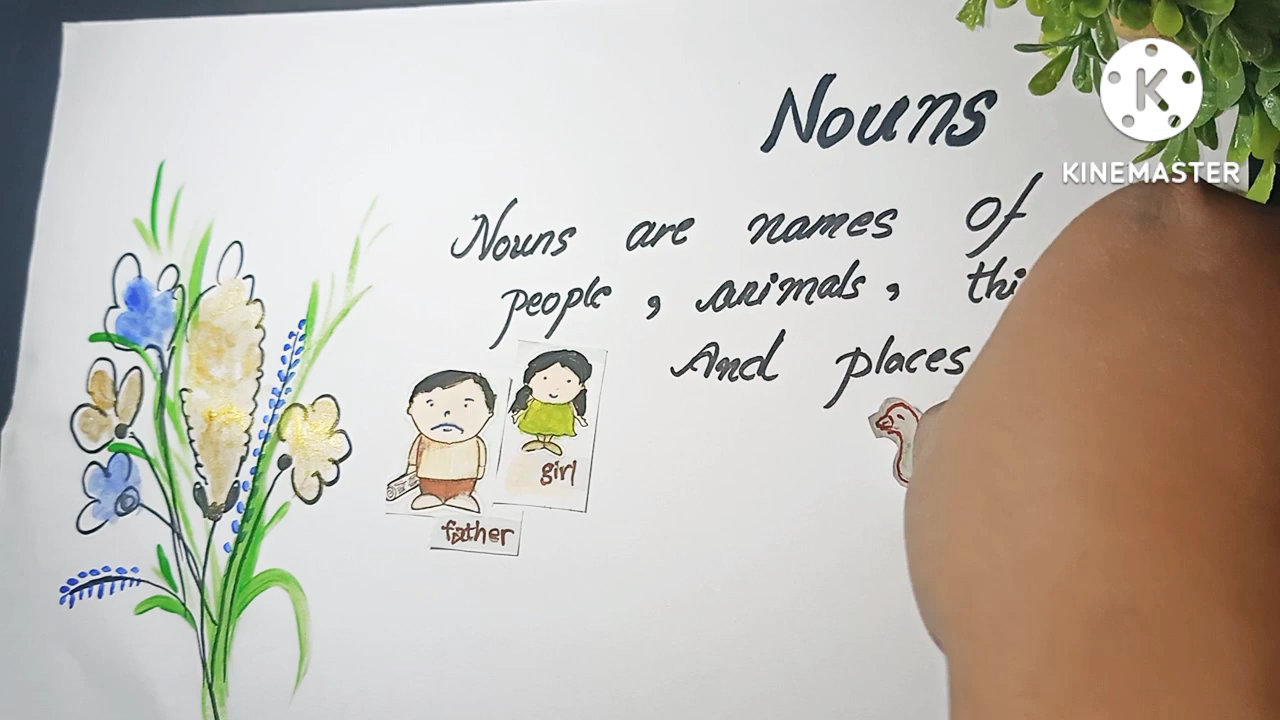 Nouns
KINEMASTER
Nouns are names of
people, animals, thi
And places
girl
father